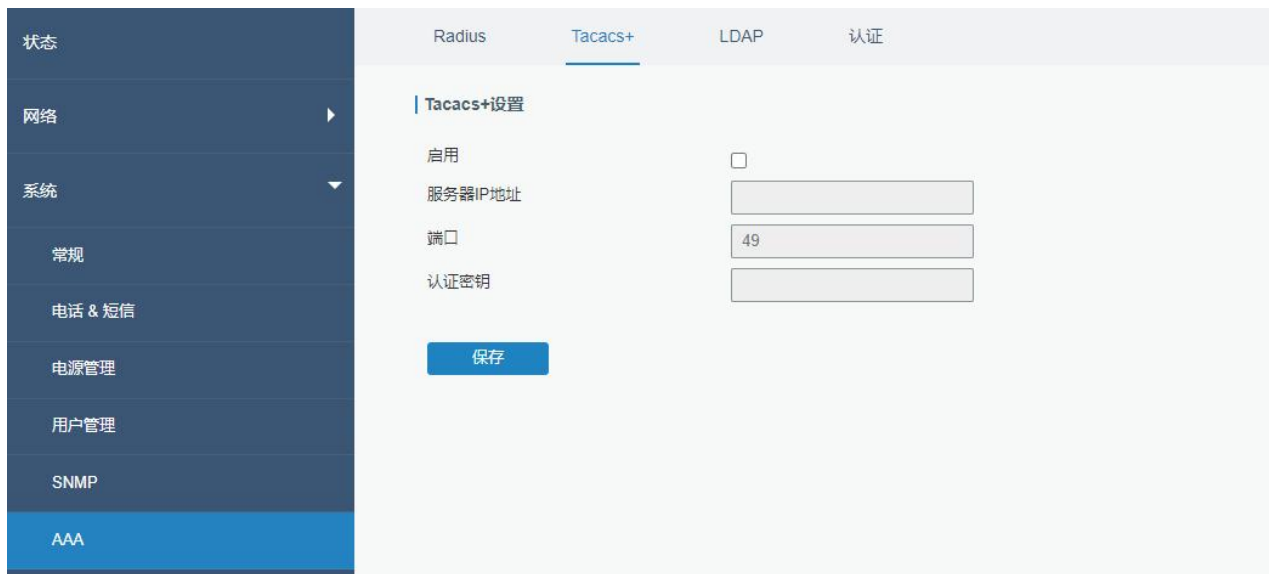 状态
网络
系统
常规
电话 & 短信
电源管理
用户管理
SNMP
AAA
Radius Tacacs+ LDAP 认证
Tacacs+设置
启用
服务器IP地址
端口 49
认证密钥
保存